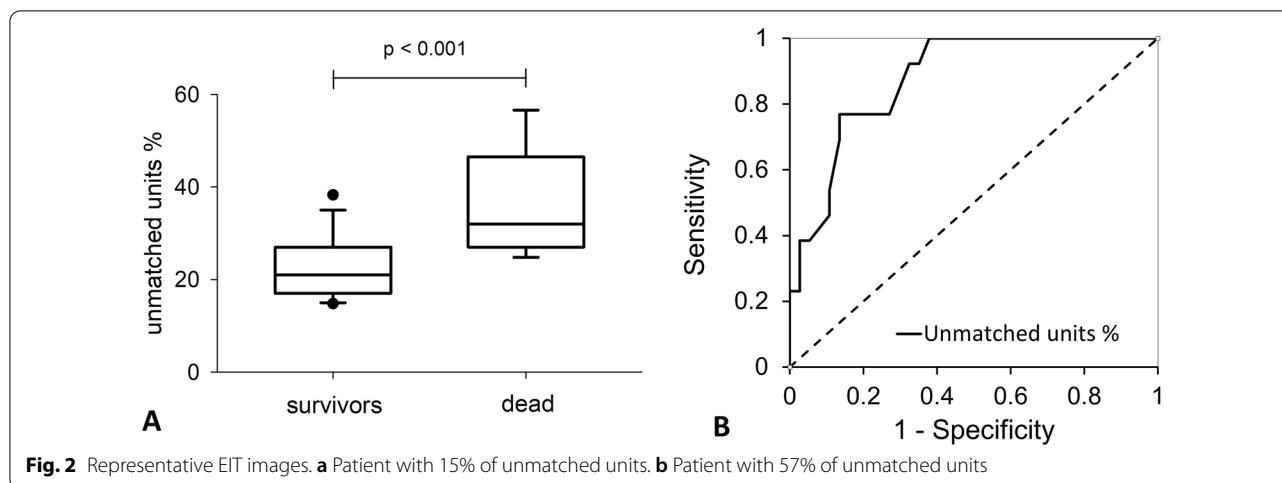 p < 0.001
60
40
20
0
unmatched units %
survivors
dead
A
1
0.8
0.6
0.4
0.2
0
Sensitivity
Unmatched units %
0
0.2
0.4
0.6
0.8
1
1 - Specificity
B
Fig. 2 Representative EIT images. a Patient with 15% of unmatched units. b Patient with 57% of unmatched units